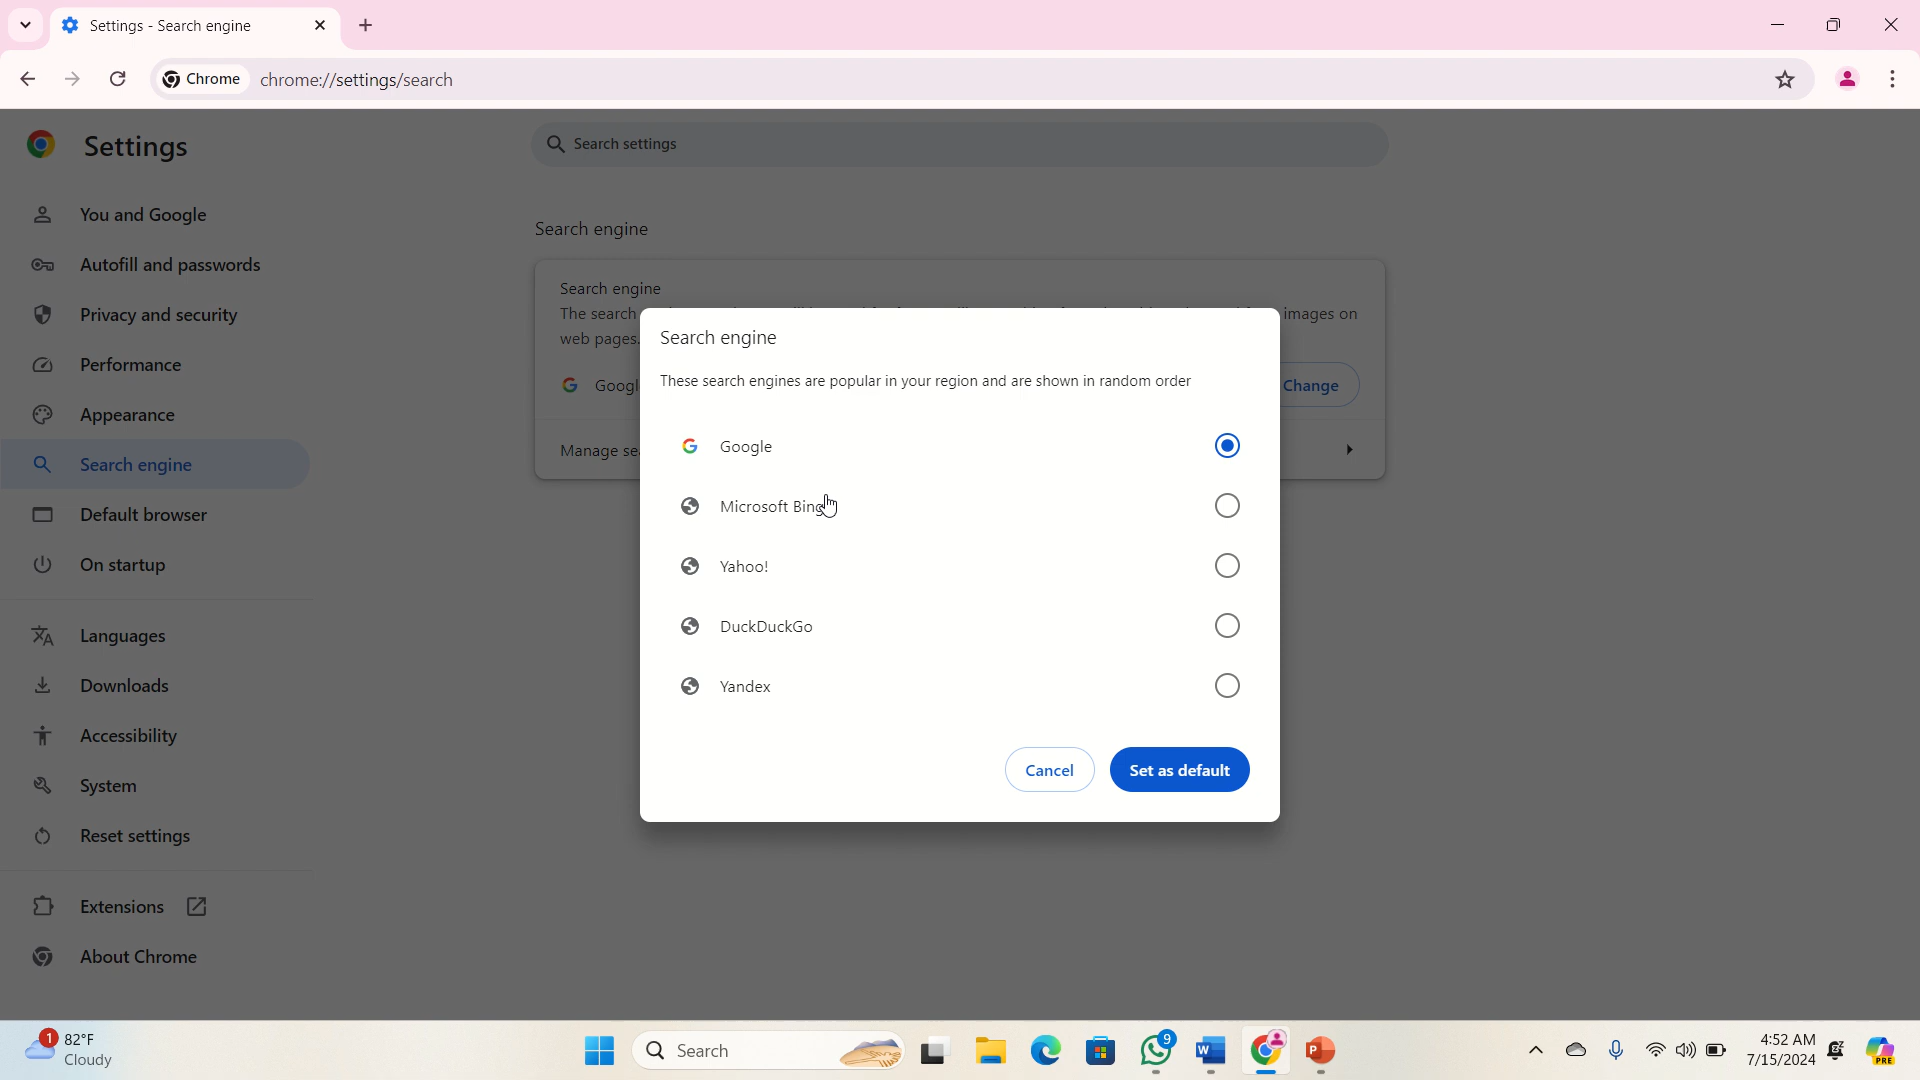 Settings - Search engine
Chrome
chrome://settings/search
Settings
Search settings
You and Google
Autofill and passwords
Privacy and security
Performance
Appearance
Search engine
Default browser
On startup
Languages
Downloads
Accessibility
System
Reset settings
Extensions
About Chrome
Search engine
Search engine
The search
images on
web pages.
Googl
Change
Manage se
Search engine
These search engines are popular in your region and are shown in random order
Google
Microsoft Bing
Yahoo!
DuckDuckGo
Yandex
Cancel
Set as default
1
82°F
Cloudy
Search
9
4:52 AM
7/15/2024
PRE